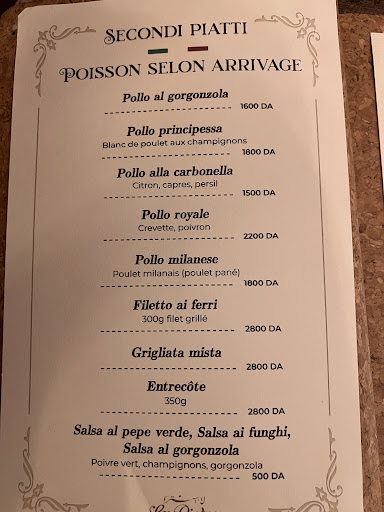 Secondi piatti
Poisson selon arrivage
Pollo al gorgonzola
1600 DA
Pollo principessa
Blanc de poulet aux champignons
1800 DA
Pollo alla carbonella
Citron, capres, persil
1500 DA
Pollo royale
Crevette, poivron
2200 DA
Pollo milanese
Poulet milanais (poulet pané)
1800 DA
Filetto ai ferri
300g filet grillé
2800 DA
Grigliata mista
2800 DA
Entrecôte
350g
2800 DA
Salsa al pepe verde, Salsa ai funghi,
Salsa al gorgonzola
Poivre vert, champignons, gorgonzola
500 DA